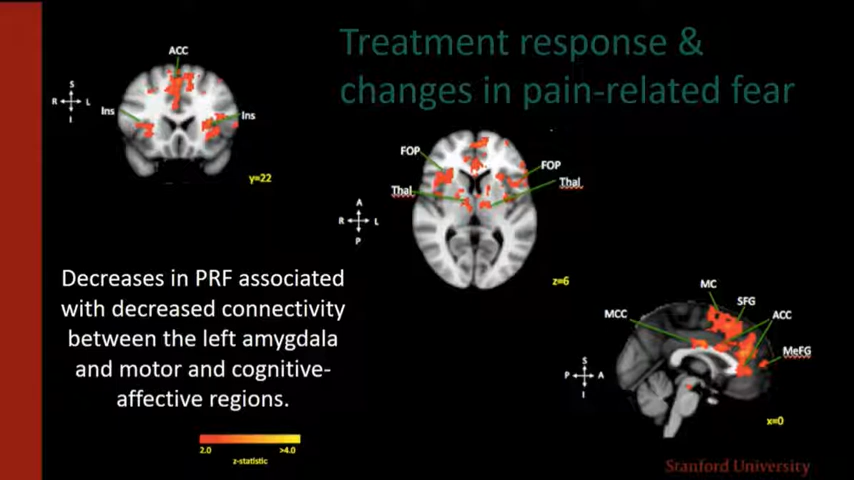 Treatment response &
changes in pain-related fear
ACC
S
R L
I
Ins
Ins
y=22
FOP
FOP
Thal
Thal
A
R L
P
z=6
Decreases in PRF associated
with decreased connectivity
between the left amygdala
and motor and cognitive-
affective regions.
MC
SFG
MCC
ACC
MeFG
S
P A
I
x=0
2.0 >4.0
z-statistic
Stanford University